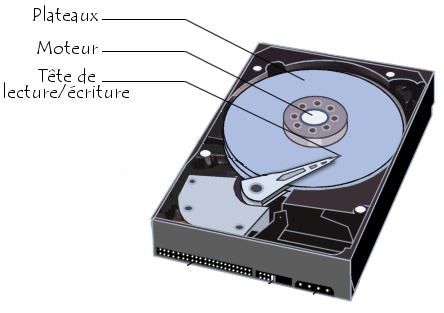 Plateaux
Moteur
Tête de
lecture/écriture